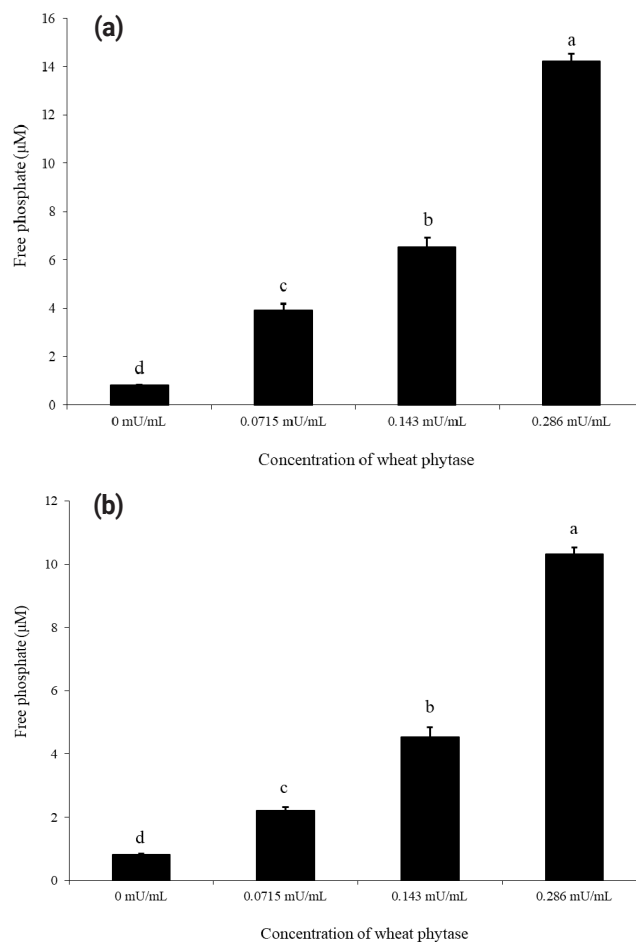 (a)
Free phosphate (µM)
16
14
12
10
8
6
4
2
0
d
c
b
a
0 mU/mL
0.0715 mU/mL
0.143 mU/mL
0.286 mU/mL
Concentration of wheat phytase
(b)
Free phosphate (µM)
12
10
8
6
4
2
0
d
c
b
a
0 mU/mL
0.0715 mU/mL
0.143 mU/mL
0.286 mU/mL
Concentration of wheat phytase